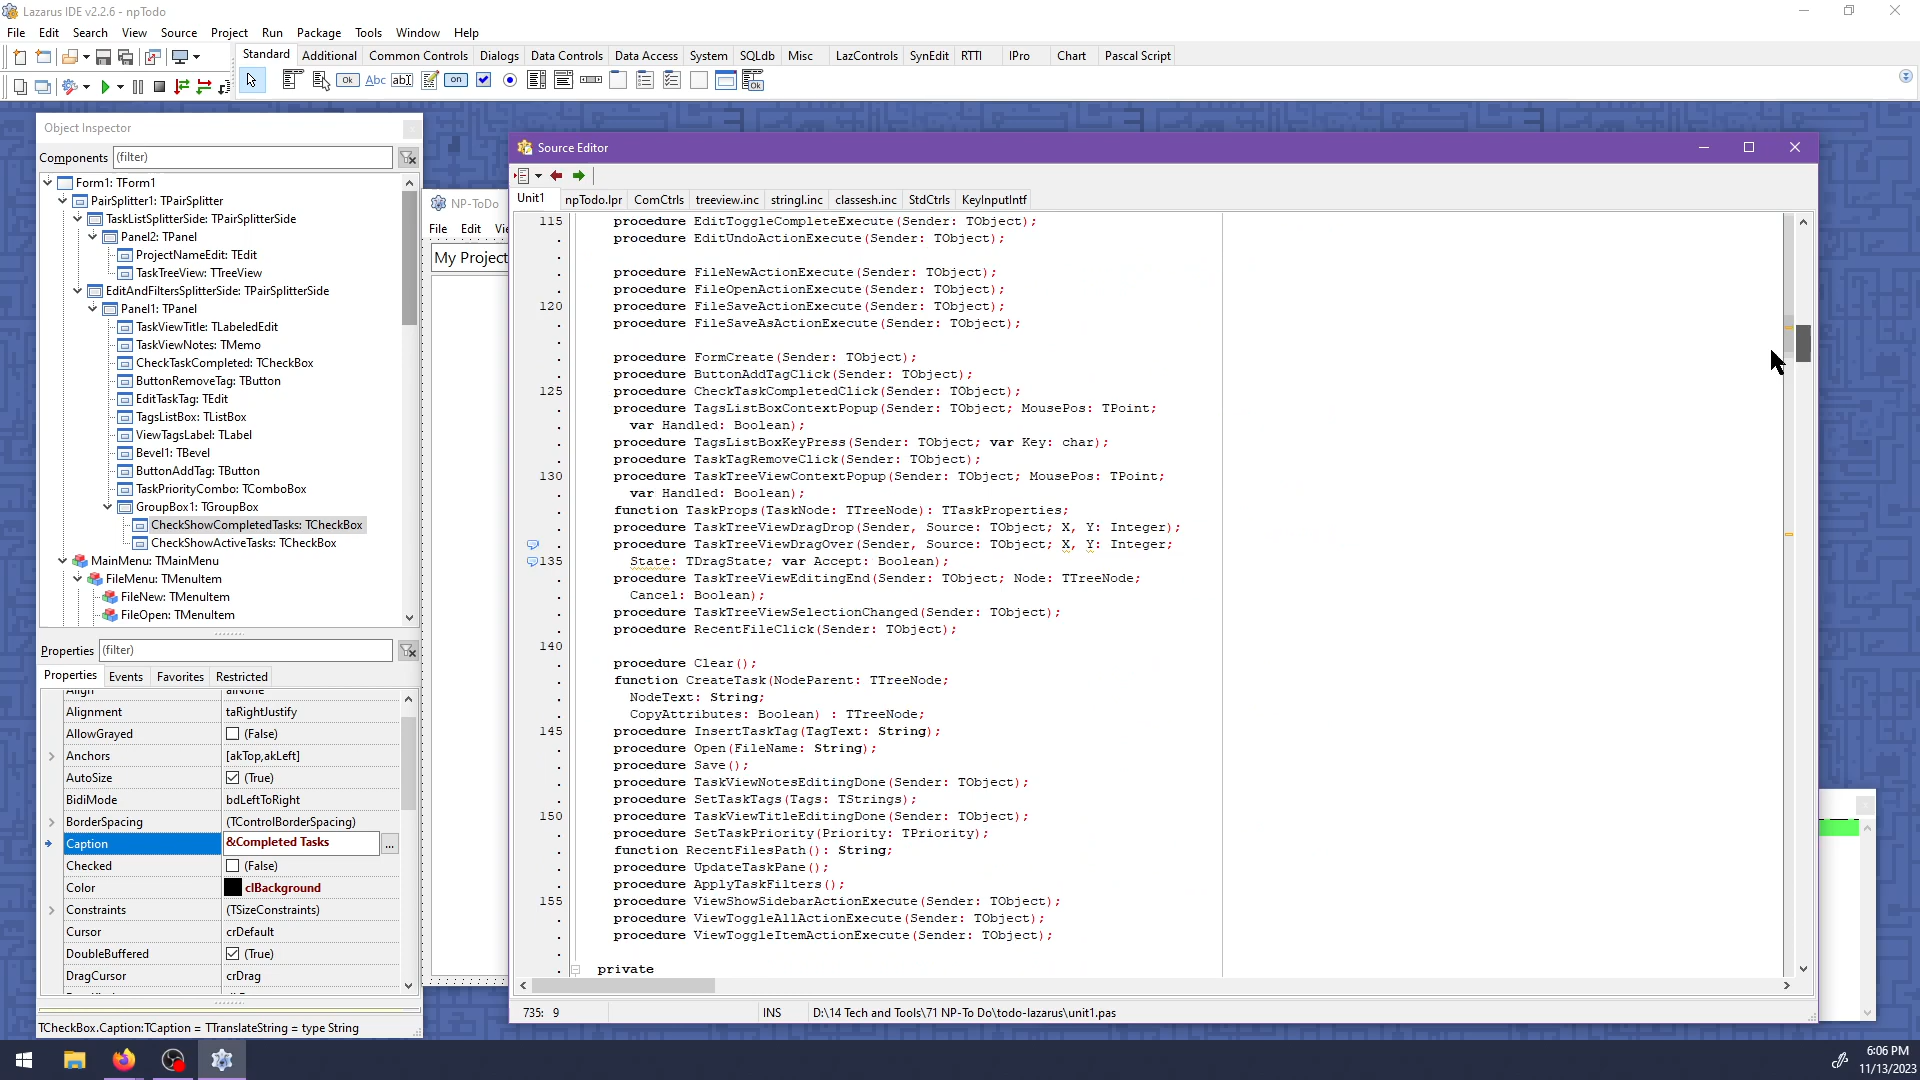 Lazarus IDE v2.2.6 - npTodo
File Edit Search View Source Project Run Package Tools Window Help
Standard Additional Common Controls Dialogs Data Controls Data Access System SQLdb Misc LazControls SynEdit RTTI IPro Chart Pascal Script
Ok Abc ab on Ok
Object Inspector
Components (filter)
Form1: TForm1
PairSplitter1: TPairSplitter
TaskListSplitterSide: TPairSplitterSide
Panel2: TPanel
ProjectNameEdit: TEdit
TaskTreeView: TTreeView
EditAndFiltersSplitterSide: TPairSplitterSide
Panel1: TPanel
TaskViewTitle: TLabeledEdit
TaskViewNotes: TMemo
CheckTaskCompleted: TCheckBox
ButtonRemoveTag: TButton
EditTaskTag: TEdit
TagsListBox: TListBox
ViewTagsLabel: TLabel
Bevel1: TBevel
ButtonAddTag: TButton
TaskPriorityCombo: TComboBox
GroupBox1: TGroupBox
CheckShowCompletedTasks: TCheckBox
CheckShowActiveTasks: TCheckBox
MainMenu: TMainMenu
FileMenu: TMenuItem
FileNew: TMenuItem
FileOpen: TMenuItem
Properties (filter)
Properties Events Favorites Restricted
Align alNone
Alignment taRightJustify
AllowGrayed (False)
Anchors [akTop,akLeft]
AutoSize (True)
BidiMode bdLeftToRight
BorderSpacing (TControlBorderSpacing)
Caption &Completed Tasks ...
Checked (False)
Color clBackground
Constraints (TSizeConstraints)
Cursor crDefault
DoubleBuffered (True)
DragCursor crDrag
TCheckBox.Caption:TCaption = TTranslateString = type String
NP-ToDo
File Edit
My Project
Source Editor
Unit1 npTodo.lpr ComCtrls treeview.inc stringl.inc classesh.inc StdCtrls KeyInputIntf
115 procedure EditToggleCompleteExecute(Sender: TObject);
procedure EditUndoActionExecute(Sender: TObject);
procedure FileNewActionExecute(Sender: TObject);
procedure FileOpenActionExecute(Sender: TObject);
120 procedure FileSaveActionExecute(Sender: TObject);
procedure FileSaveAsActionExecute(Sender: TObject);
procedure FormCreate(Sender: TObject);
procedure ButtonAddTagClick(Sender: TObject);
125 procedure CheckTaskCompletedClick(Sender: TObject);
procedure TagsListBoxContextPopup(Sender: TObject; MousePos: TPoint;
var Handled: Boolean);
procedure TagsListBoxKeyPress(Sender: TObject; var Key: char);
procedure TaskTagRemoveClick(Sender: TObject);
130 procedure TaskTreeViewContextPopup(Sender: TObject; MousePos: TPoint;
var Handled: Boolean);
function TaskProps(TaskNode: TTreeNode): TTaskProperties;
procedure TaskTreeViewDragDrop(Sender, Source: TObject; X, Y: Integer);
procedure TaskTreeViewDragOver(Sender, Source: TObject; X, Y: Integer;
135 State: TDragState; var Accept: Boolean);
procedure TaskTreeViewEditingEnd(Sender: TObject; Node: TTreeNode;
Cancel: Boolean);
procedure TaskTreeViewSelectionChanged(Sender: TObject);
procedure RecentFileClick(Sender: TObject);
140
procedure Clear();
function CreateTask(NodeParent: TTreeNode;
NodeText: String;
CopyAttributes: Boolean) : TTreeNode;
145 procedure InsertTaskTag(TagText: String);
procedure Open(FileName: String);
procedure Save();
procedure TaskViewNotesEditingDone(Sender: TObject);
procedure SetTaskTags(Tags: TStrings);
150 procedure TaskViewTitleEditingDone(Sender: TObject);
procedure SetTaskPriority(Priority: TPriority);
function RecentFilesPath(): String;
procedure UpdateTaskPane();
procedure ApplyTaskFilters();
155 procedure ViewShowSidebarActionExecute(Sender: TObject);
procedure ViewToggleAllActionExecute(Sender: TObject);
procedure ViewToggleItemActionExecute(Sender: TObject);
private
735: 9 INS D:\14 Tech and Tools\71 NP-To Do\todo-lazarus\unit1.pas
6:06 PM
11/13/2023